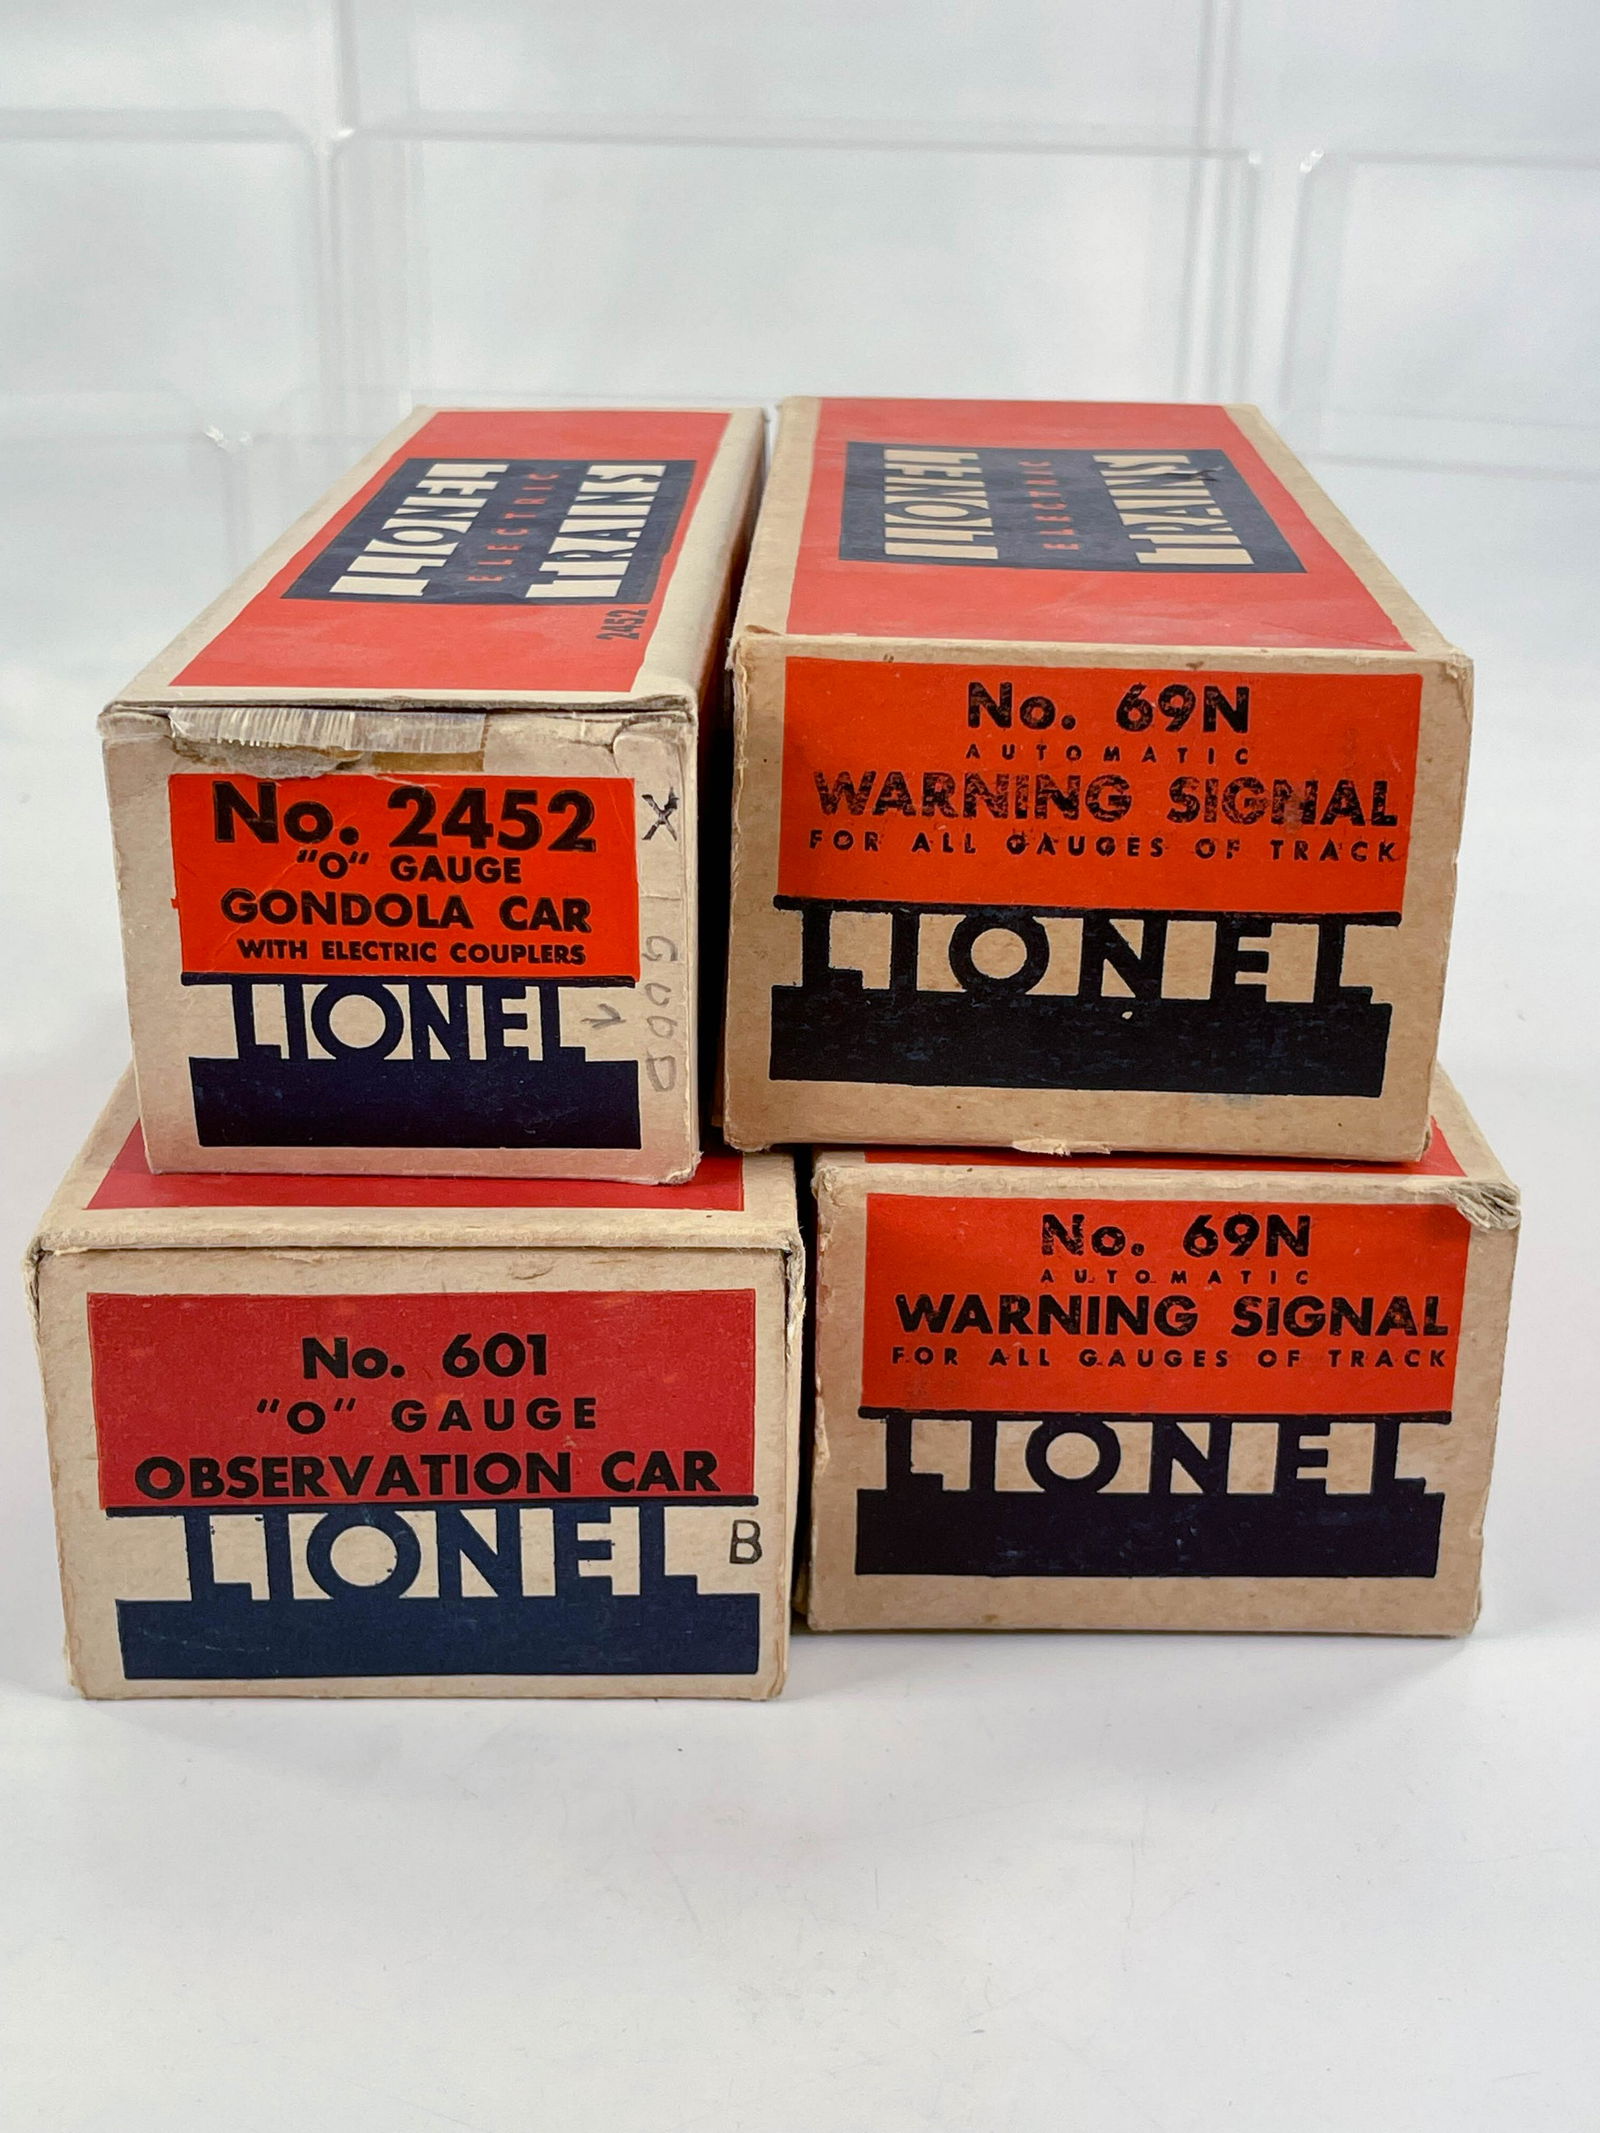 LIONEL
ELECTRIC
TRAINS
2452
No. 2452
"O" GAUGE
GONDOLA CAR
WITH ELECTRIC COUPLERS
LIONEL
X
GOOD
1
LIONEL
ELECTRIC
TRAINS
No. 69N
AUTOMATIC
WARNING SIGNAL
FOR ALL GAUGES OF TRACK
LIONEL
No. 601
"O" GAUGE
OBSERVATION CAR
LIONEL
B
No. 69N
AUTOMATIC
WARNING SIGNAL
FOR ALL GAUGES OF TRACK
LIONEL